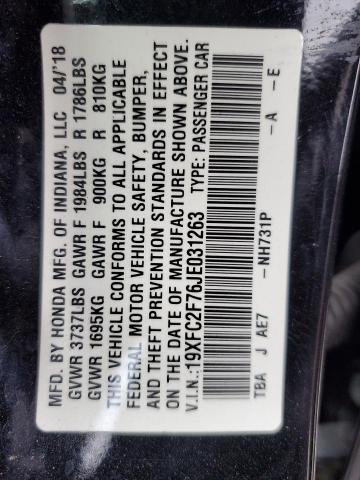 MFD. BY HONDA MFG. OF INDIANA, LLC 04/'18
GVWR 3737LBS GAWR F 1984LBS R 1786LBS
GVWR 1695KG GAWR F 900KG R 810KG
THIS VEHICLE CONFORMS TO ALL APPLICABLE
FEDERAL MOTOR VEHICLE SAFETY, BUMPER,
AND THEFT PREVENTION STANDARDS IN EFFECT
ON THE DATE OF MANUFACTURE SHOWN ABOVE.
V.I.N.:19XFC2F76JE031263 TYPE: PASSENGER CAR
TBA J AE7 -NH731P -A -E